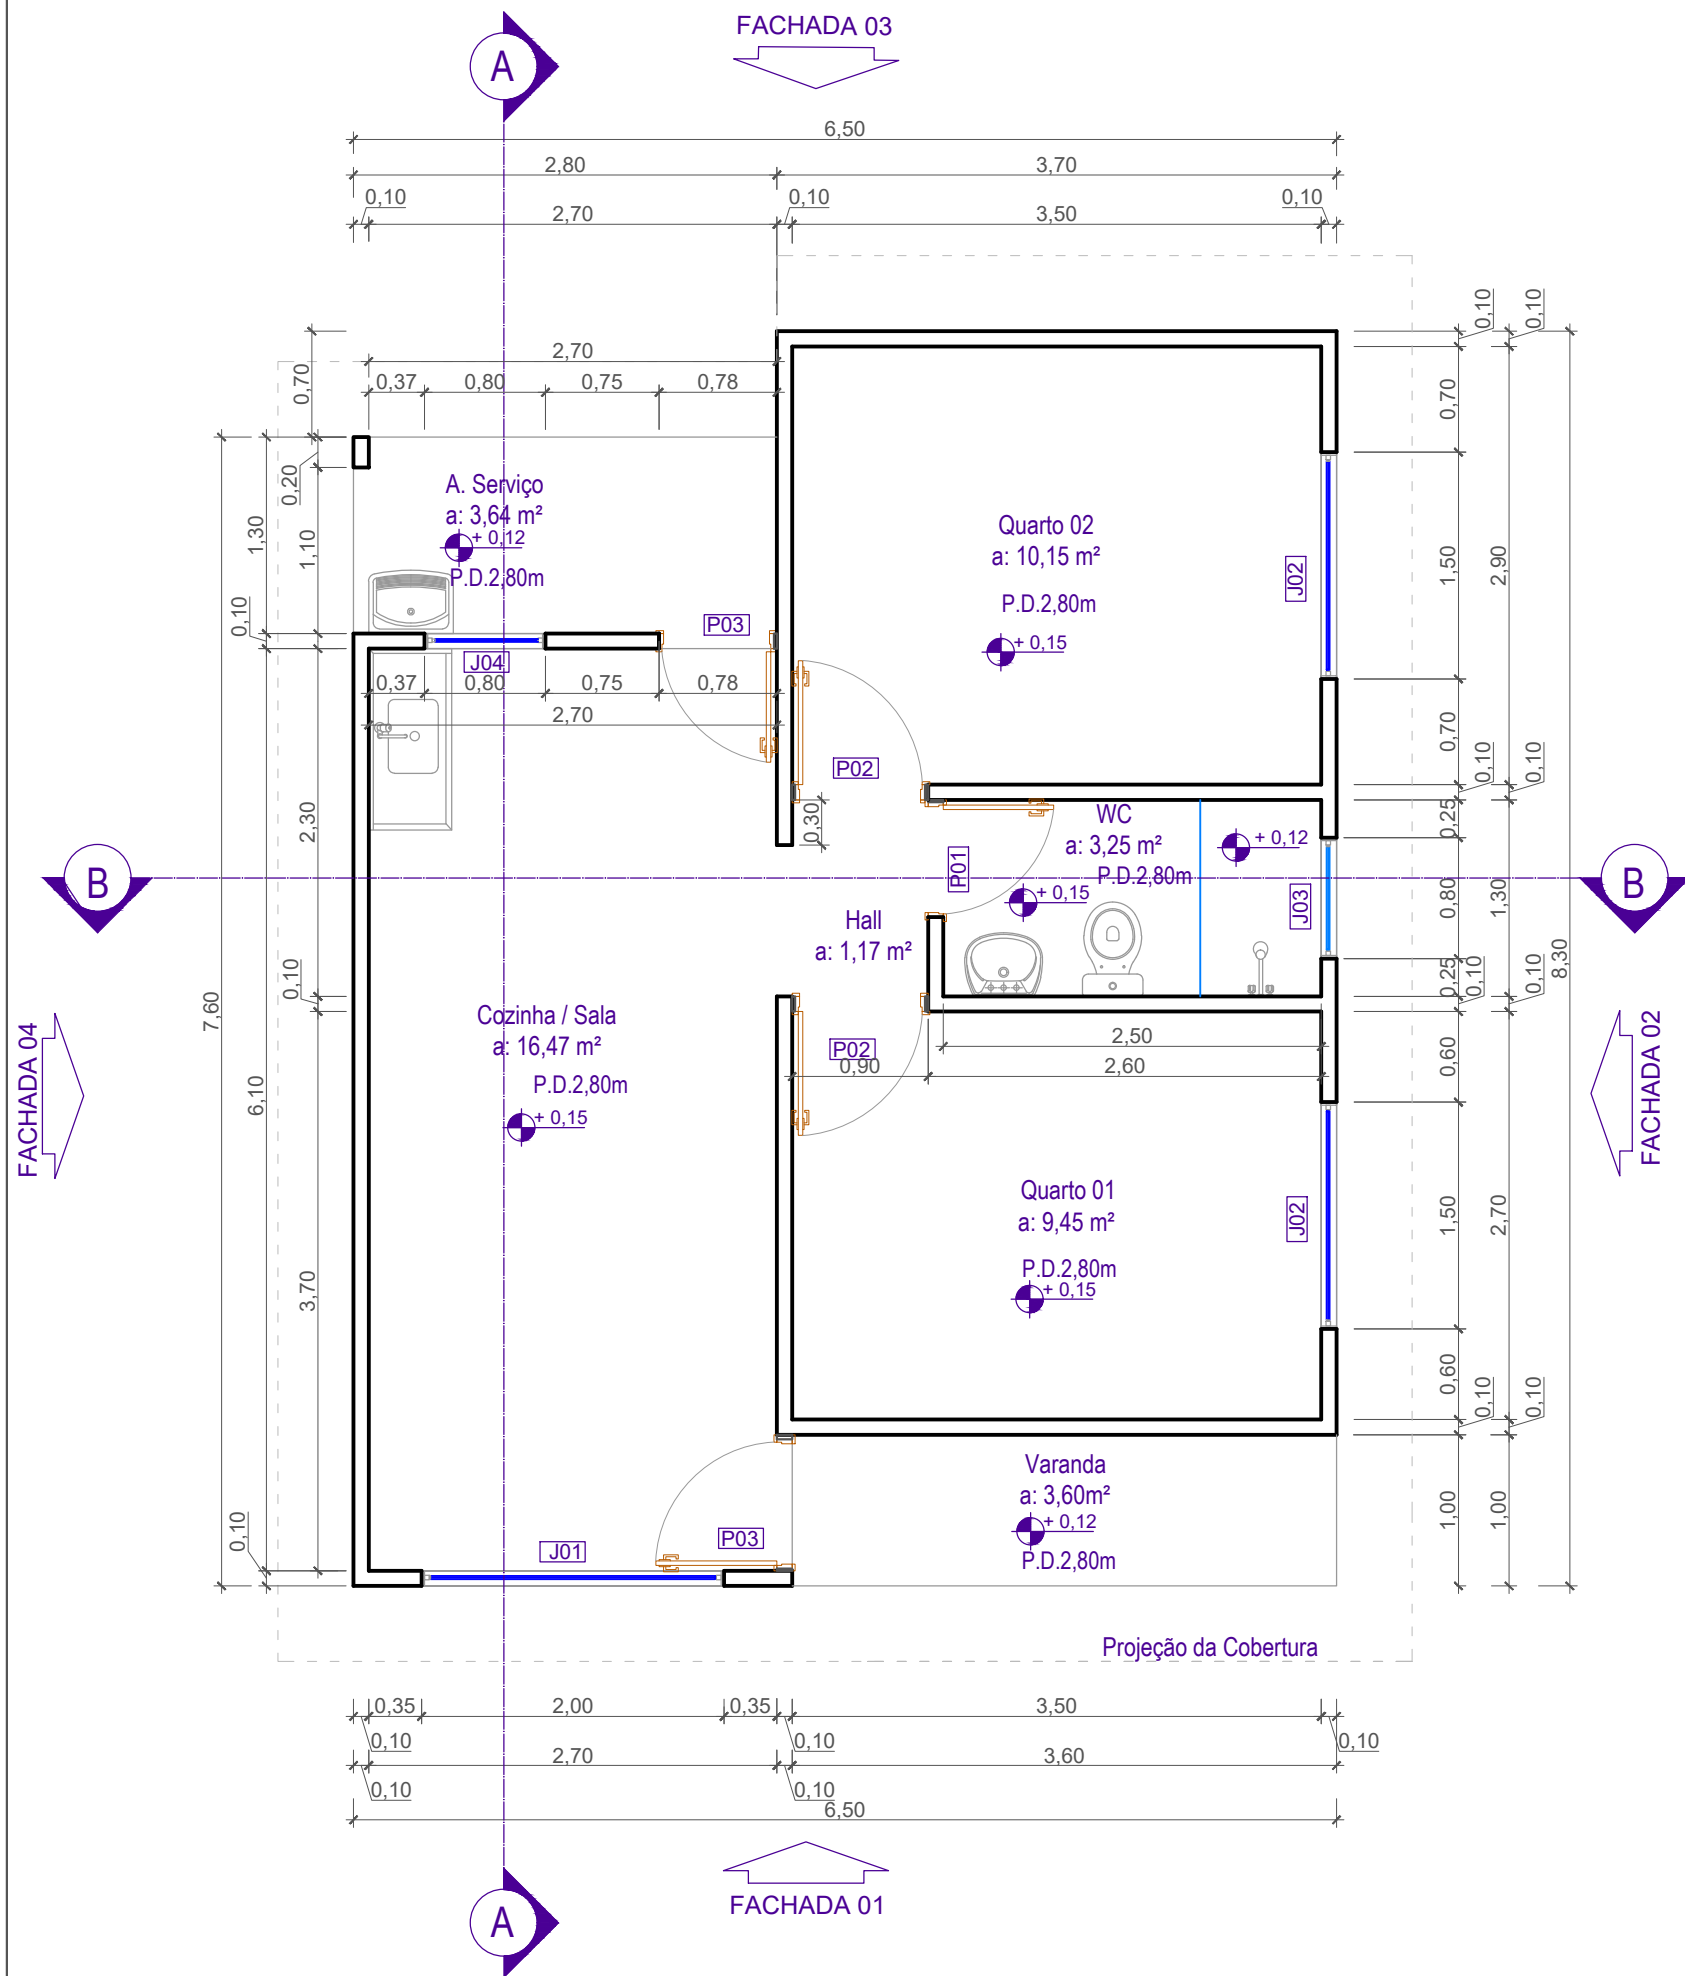 FACHADA 03
A
6,50
2,80
3,70
0,10
0,10
0,10
2,70
3,50
0,10
0,10
2,70
0,70
0,37
0,80
0,75
0,78
0,70
0,20
A. Serviço
a: 3,64 m²
+ 0,12
P.D.2,80m
1,30
1,10
Quarto 02
a: 10,15 m²
P.D.2,80m
+ 0,15
J02
1,50
2,90
0,10
P03
J04
0,37
0,80
0,75
0,78
2,70
0,70
0,10
0,10
P02
0,30
WC
a: 3,25 m²
P.D.2,80m
+ 0,12
+ 0,15
P01
J03
0,25
0,80
1,30
2,30
B
B
Hall
a: 1,17 m²
0,25
0,10
0,10
8,30
0,10
7,60
Cozinha / Sala
a: 16,47 m²
P.D.2,80m
+ 0,15
FACHADA 04
FACHADA 02
P02
2,50
0,90
2,60
0,60
6,10
Quarto 01
a: 9,45 m²
P.D.2,80m
+ 0,15
J02
1,50
2,70
3,70
0,60
0,10
0,10
Varanda
a: 3,60m²
+ 0,12
P.D.2,80m
1,00
1,00
0,10
J01
P03
Projeção da Cobertura
0,35
2,00
0,35
3,50
0,10
0,10
0,10
2,70
3,60
0,10
0,10
6,50
FACHADA 01
A